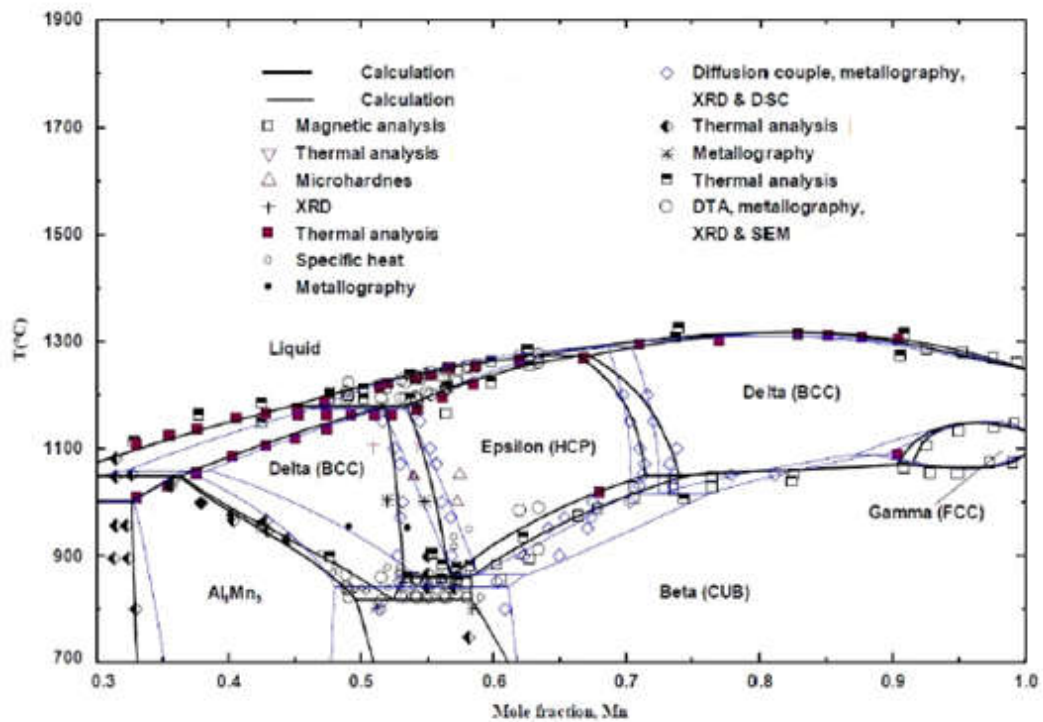 1900
1700
1500
1300
1100
900
700
T(°C)
Calculation
Calculation
Magnetic analysis
Thermal analysis
Microhardnes
XRD
Thermal analysis
Specific heat
Metallography
Diffusion couple, metallography,
XRD & DSC
Thermal analysis
Metallography
Thermal analysis
DTA, metallography,
XRD & SEM
Liquid
Delta (BCC)
Epsilon (HCP)
Delta (BCC)
Gamma (FCC)
Al₈Mn₅
Beta (CUB)
0.3 0.4 0.5 0.6 0.7 0.8 0.9 1.0
Mole fraction, Mn